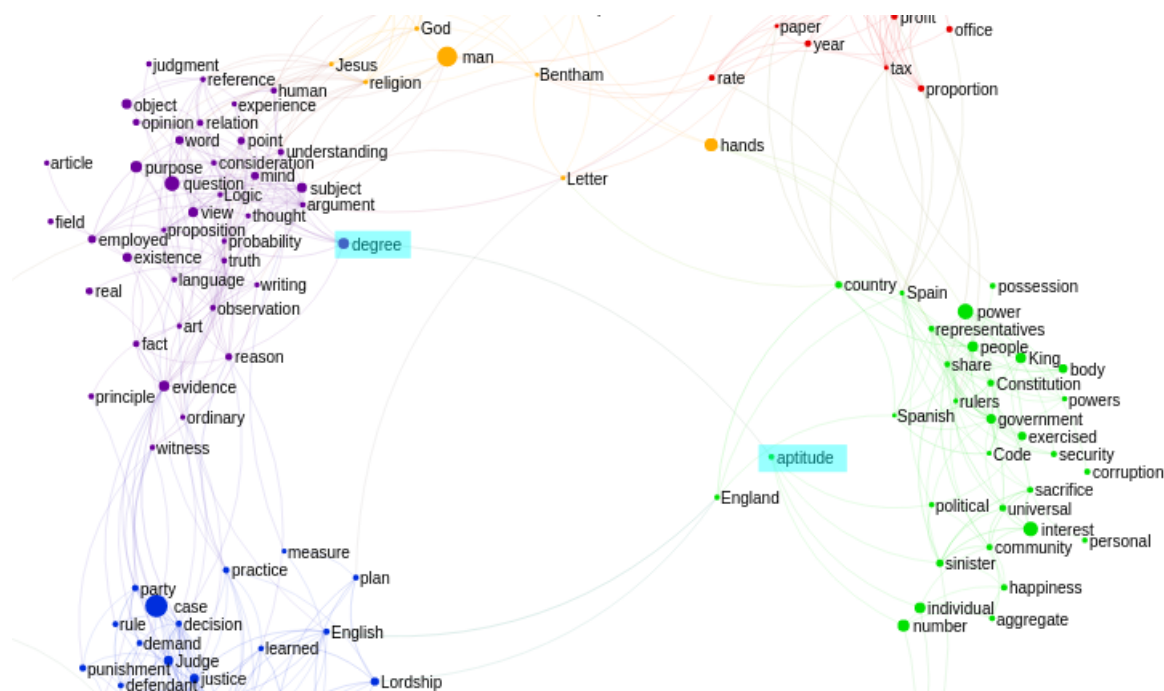 God
man
Jesus
religion
Bentham
paper
profit
year
office
rate
tax
proportion
judgment
reference
human
object
experience
opinion
relation
word
point
understanding
article
purpose
consideration
question
mind
subject
Logic
argument
view
thought
field
proposition
employed
probability
degree
existence
truth
language
writing
real
observation
art
fact
reason
evidence
principle
ordinary
witness
hands
Letter
country
Spain
possession
power
representatives
people
King
share
body
Constitution
rulers
powers
Spanish
government
exercised
aptitude
Code
security
corruption
England
sacrifice
political
universal
interest
personal
community
sinister
happiness
individual
aggregate
number
measure
practice
plan
party
case
rule
decision
English
demand
learned
Judge
punishment
justice
defendant
Lordship